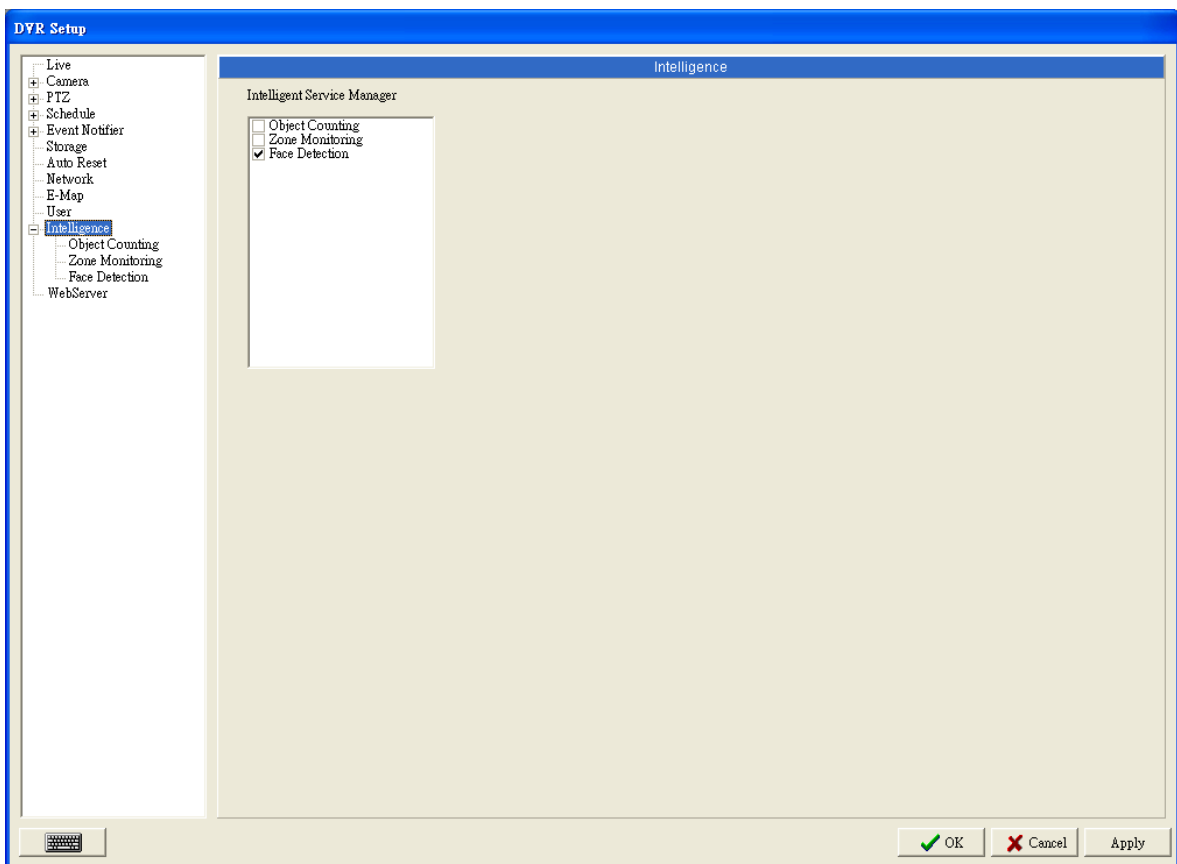 DVR Setup
Live
Camera
PTZ
Schedule
Event Notifier
Storage
Auto Reset
Network
E-Map
User
Intelligence
Object Counting
Zone Monitoring
Face Detection
WebServer
Intelligence
Intelligent Service Manager
Object Counting
Zone Monitoring
Face Detection
OK
Cancel
Apply